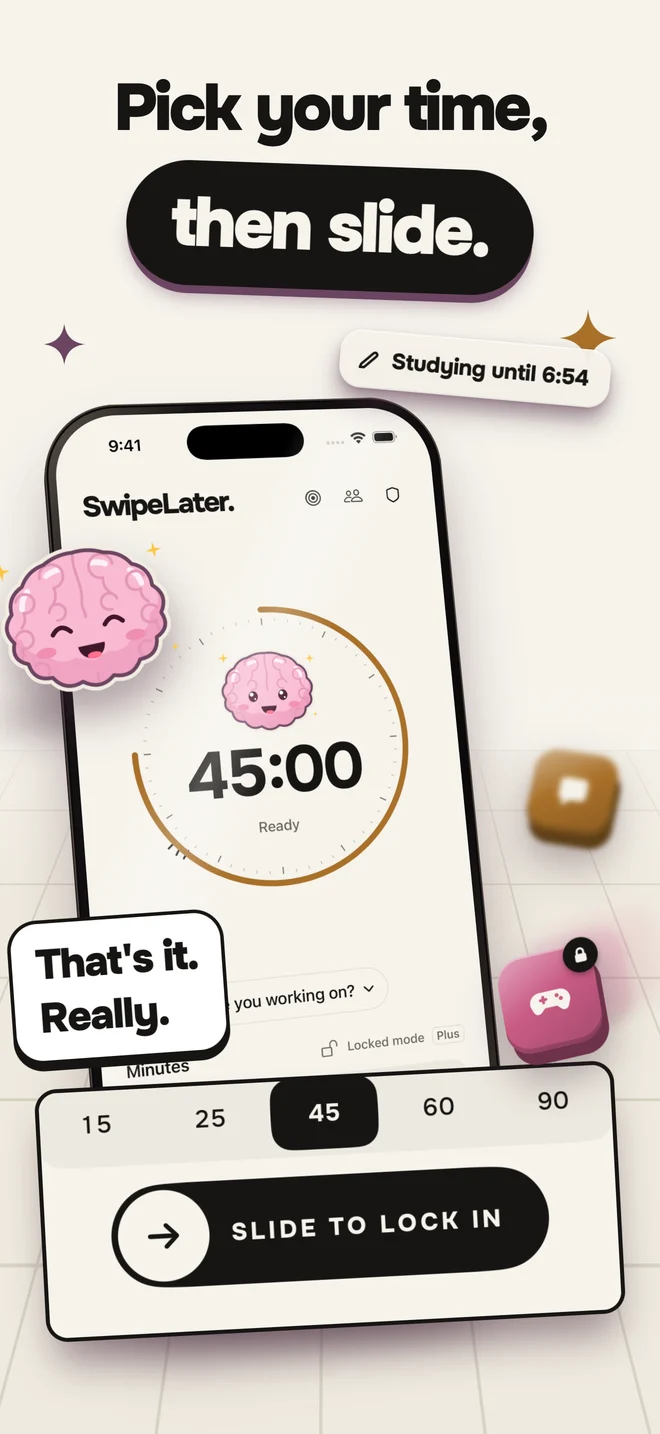 Pick your time,
then slide.
Studying until 6:54
9:41
SwipeLater.
45:00
Ready
That's it.
Really.
you working on?
Locked mode Plus
Minutes
15 25 45 60 90
SLIDE TO LOCK IN